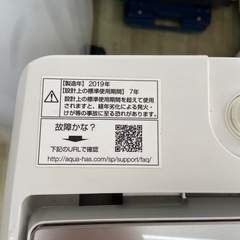 【製造年】2019年
【設計上の標準使用期間】7年
設計上の標準使用期間を超えて使用
されますと、経年劣化による発火・
けが等の事故に至る恐れがあります。
故障かな？
下記のURLで確認
http://aqua-has.com/sp/support/faq/